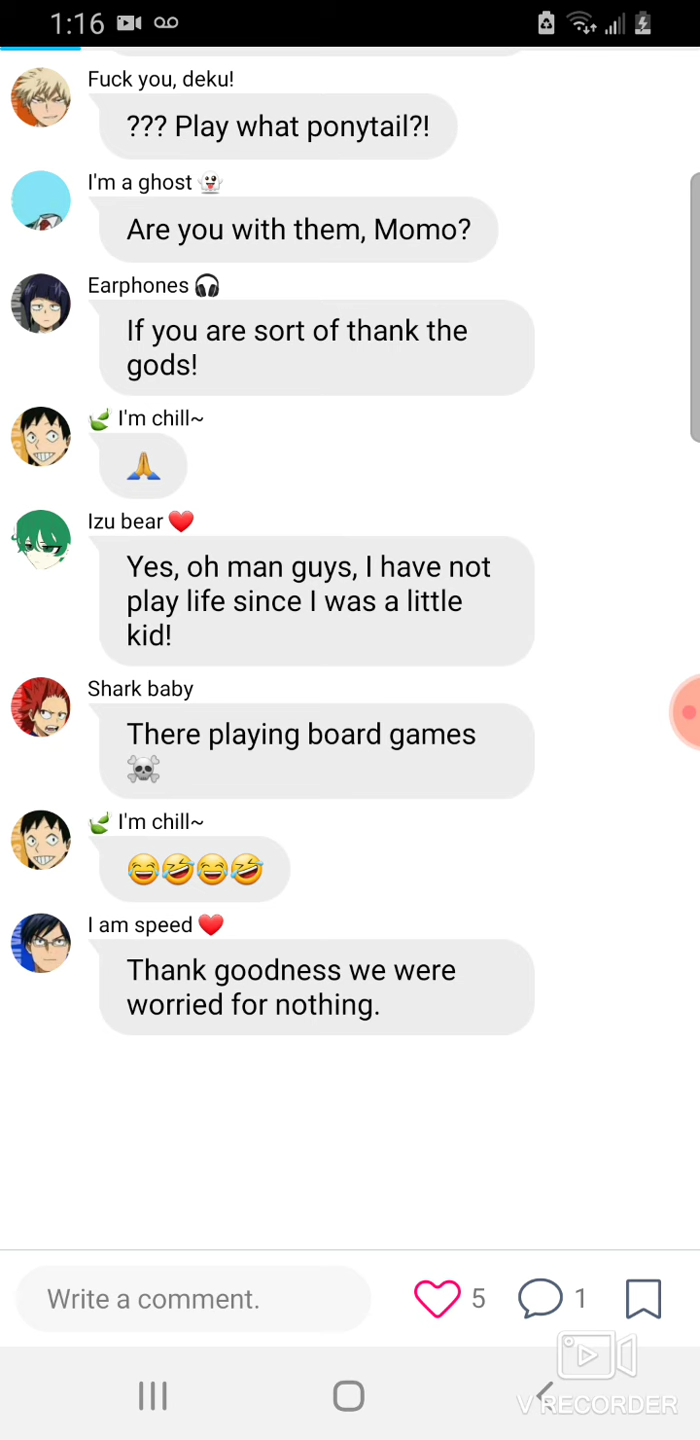 1:16
Fuck you, deku!
??? Play what ponytail?!
I'm a ghost 👻
Are you with them, Momo?
Earphones 🎧
If you are sort of thank the
gods!
🍃 I'm chill~
🙏
Izu bear ❤️
Yes, oh man guys, I have not
play life since I was a little
kid!
Shark baby
There playing board games
☠️
🍃 I'm chill~
😂🤣😂🤣
I am speed ❤️
Thank goodness we were
worried for nothing.
Write a comment.
5
1
V RECORDER